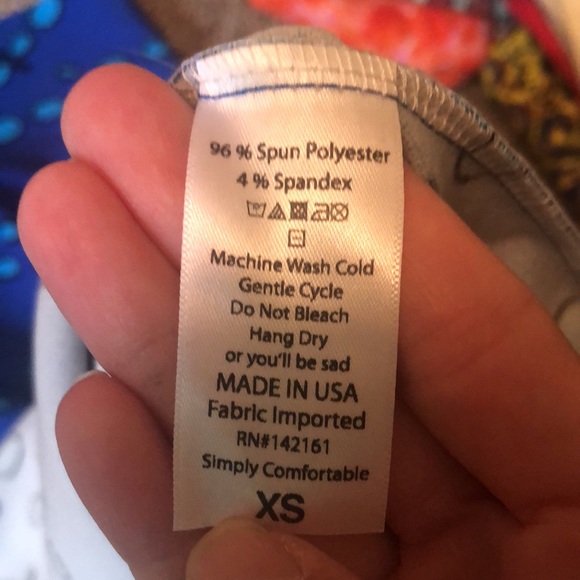 96 % Spun Polyester
4 % Spandex
Machine Wash Cold
Gentle Cycle
Do Not Bleach
Hang Dry
or you'll be sad
MADE IN USA
Fabric Imported
RN#142161
Simply Comfortable
XS